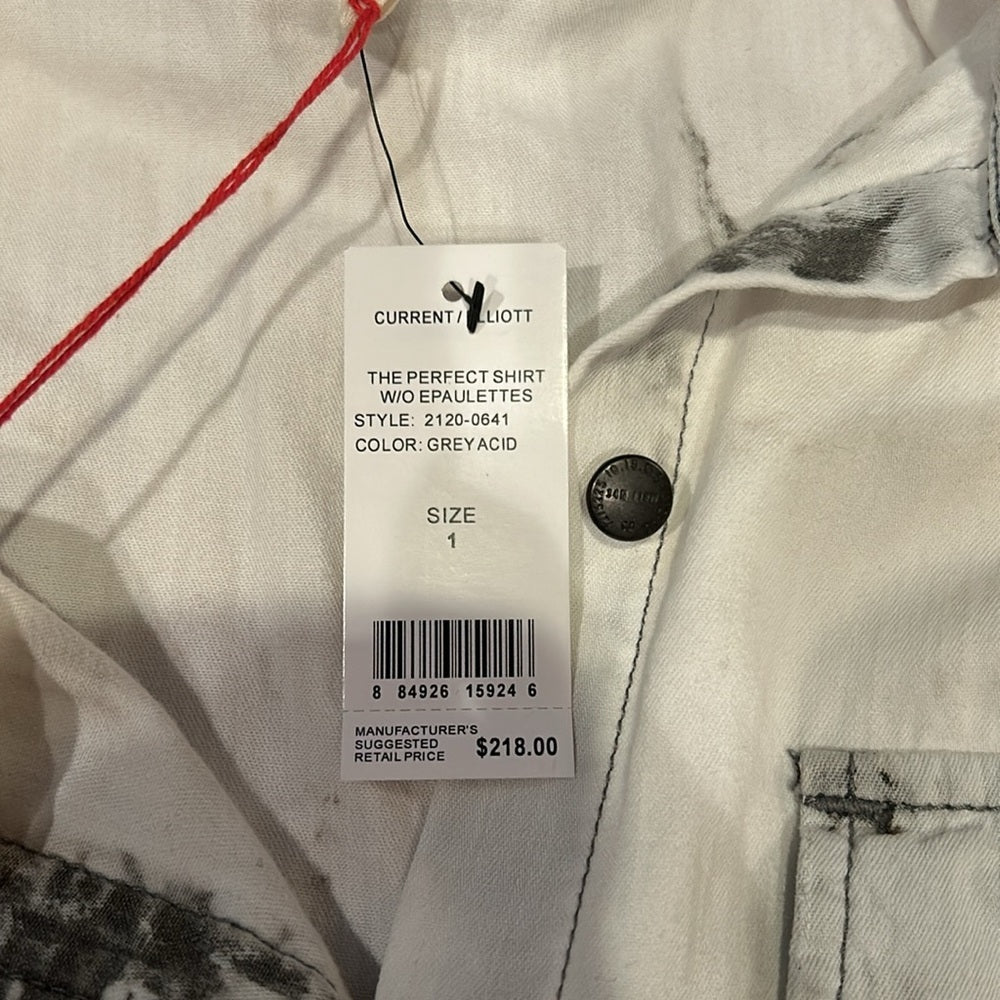 CURRENT / ELLIOTT
THE PERFECT SHIRT
W/O EPAULETTES
STYLE: 2120-0641
COLOR: GREY ACID
SIZE
1
8 84926 15924 6
MANUFACTURER'S
SUGGESTED
RETAIL PRICE
$218.00